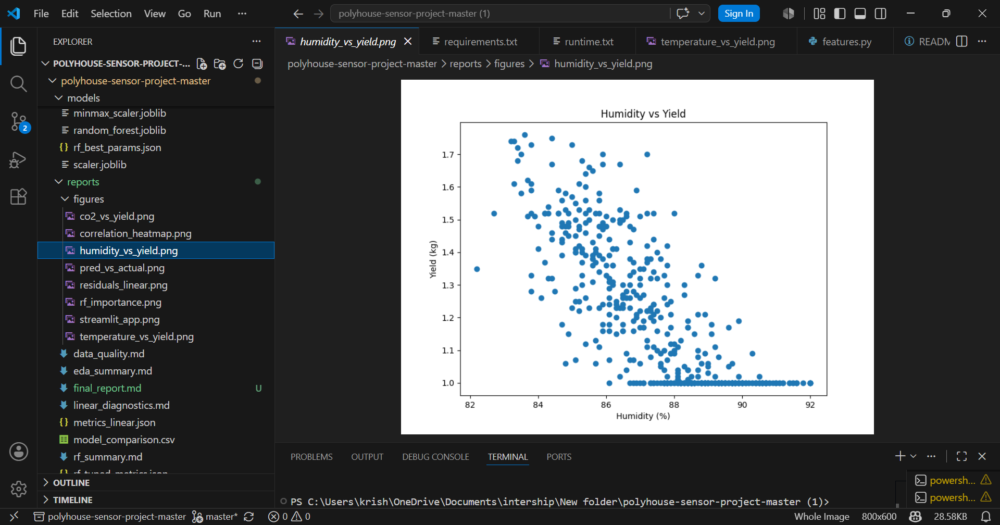 File Edit Selection View Go Run ···
polyhouse-sensor-project-master (1)
Sign In
EXPLORER
POLYHOUSE-SENSOR-PROJECT-...
polyhouse-sensor-project-master
models
minmax_scaler.joblib
random_forest.joblib
{} rf_best_params.json
scaler.joblib
reports
figures
co2_vs_yield.png
correlation_heatmap.png
humidity_vs_yield.png
pred_vs_actual.png
residuals_linear.png
rf_importance.png
streamlit_app.png
temperature_vs_yield.png
data_quality.md
eda_summary.md
final_report.md U
linear_diagnostics.md
{} metrics_linear.json
model_comparison.csv
rf_summary.md
{} rf_tuned_metrics.json
OUTLINE
TIMELINE
2
humidity_vs_yield.png requirements.txt runtime.txt temperature_vs_yield.png features.py READM
polyhouse-sensor-project-master > reports > figures > humidity_vs_yield.png
Humidity vs Yield
Yield (kg)
1.7
1.6
1.5
1.4
1.3
1.2
1.1
1.0
82 84 86 88 90 92
Humidity (%)
PROBLEMS OUTPUT DEBUG CONSOLE TERMINAL PORTS
PS C:\Users\krish\OneDrive\Documents\intership\New folder\polyhouse-sensor-project-master (1)>
powersh...
powersh...
polyhouse-sensor-project-master master* 0 0
Whole Image 800x600 28.58KB